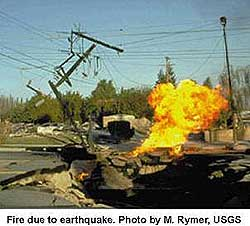 Fire due to earthquake. Photo by M. Rymer, USGS